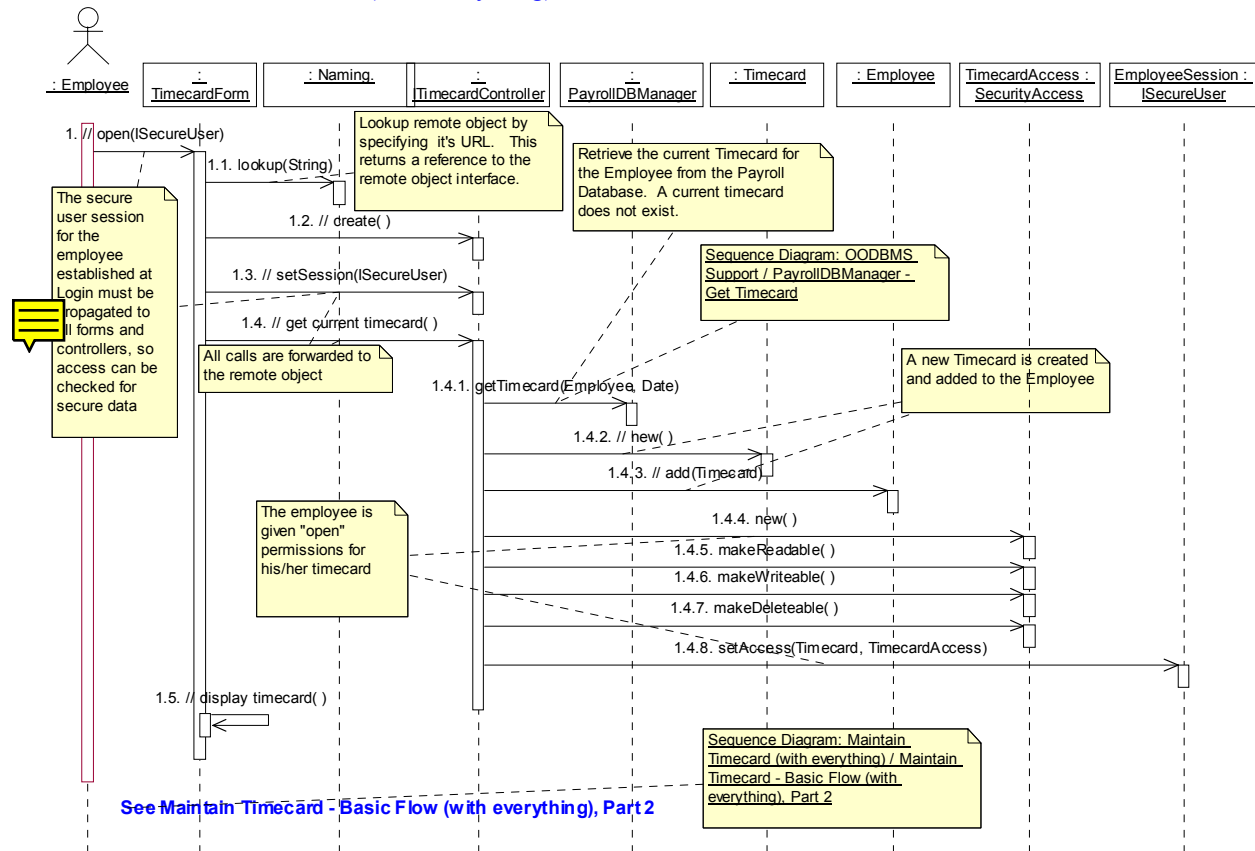 : Employee
:
TimecardForm
: Naming.
:
ITimecardController
:
PayrollDBManager
: Timecard
: Employee
TimecardAccess :
SecurityAccess
EmployeeSession :
ISecureUser
1. // open(ISecureUser)
Lookup remote object by
specifying it's URL. This
returns a reference to the
remote object interface.
1.1. lookup(String)
Retrieve the current Timecard for
the Employee from the Payroll
Database. A current timecard
does not exist.
The secure
user session
for the
employee
established at
Login must be
propagated to
all forms and
controllers, so
access can be
checked for
secure data
1.2. // create( )
Sequence Diagram: OODBMS
Support / PayrollDBManager -
Get Timecard
1.3. // setSession(ISecureUser)
1.4. // get current timecard( )
All calls are forwarded to
the remote object
A new Timecard is created
and added to the Employee
1.4.1. getTimecard(Employee, Date)
1.4.2. // new( )
1.4.3. // add(Timecard)
The employee is
given "open"
permissions for
his/her timecard
1.4.4. new( )
1.4.5. makeReadable( )
1.4.6. makeWriteable( )
1.4.7. makeDeleteable( )
1.4.8. setAccess(Timecard, TimecardAccess)
1.5. // display timecard( )
Sequence Diagram: Maintain
Timecard (with everything) / Maintain
Timecard - Basic Flow (with
everything), Part 2
See Maintain Timecard - Basic Flow (with everything), Part 2